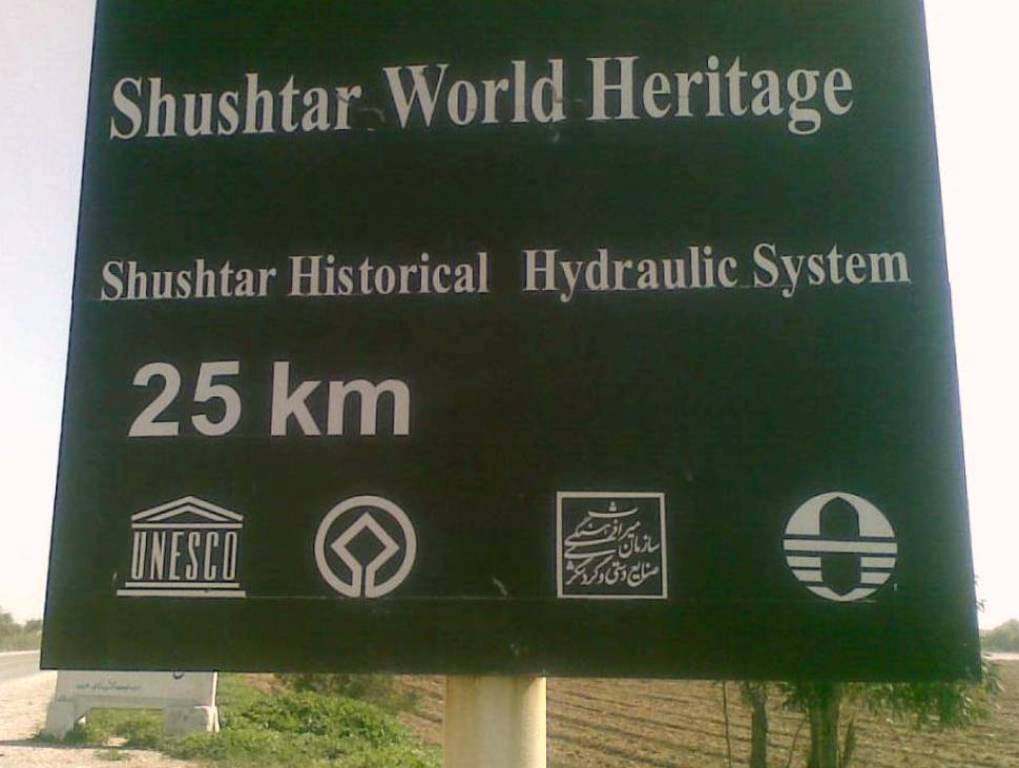 Shushtar World Heritage
Shushtar Historical Hydraulic System
25 km
UNESCO
میراث فرهنگی
سازمان
صنایع دستی و گردشگری